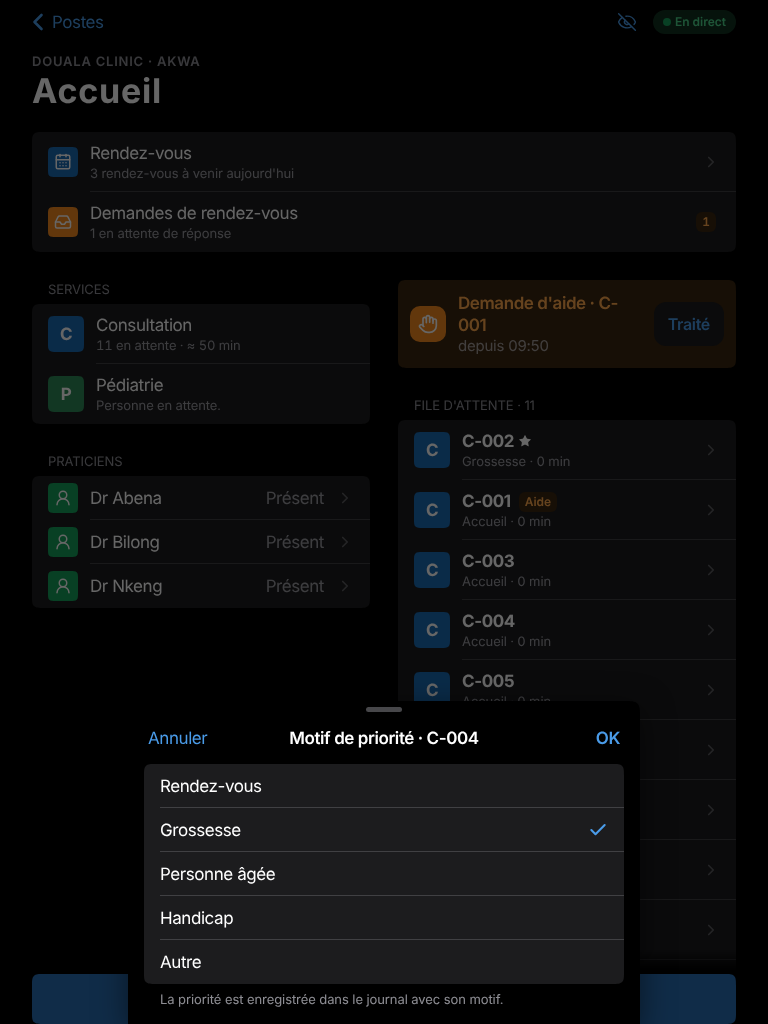 Postes
En direct
DOUALA CLINIC · AKWA
Accueil
Rendez-vous
3 rendez-vous à venir aujourd'hui
Demandes de rendez-vous
1 en attente de réponse
1
SERVICES
C
Consultation
11 en attente · ≈ 50 min
P
Pédiatrie
Personne en attente.
PRATICIENS
Dr Abena
Présent
Dr Bilong
Présent
Dr Nkeng
Présent
Demande d'aide · C-
001
depuis 09:50
Traité
FILE D'ATTENTE · 11
C
C-002 ★
Grossesse · 0 min
C
C-001
Aide
Accueil · 0 min
C
C-003
Accueil · 0 min
C
C-004
Accueil · 0 min
C
C-005
Accueil · 0 min
Annuler
Motif de priorité · C-004
OK
Rendez-vous
Grossesse
Personne âgée
Handicap
Autre
La priorité est enregistrée dans le journal avec son motif.